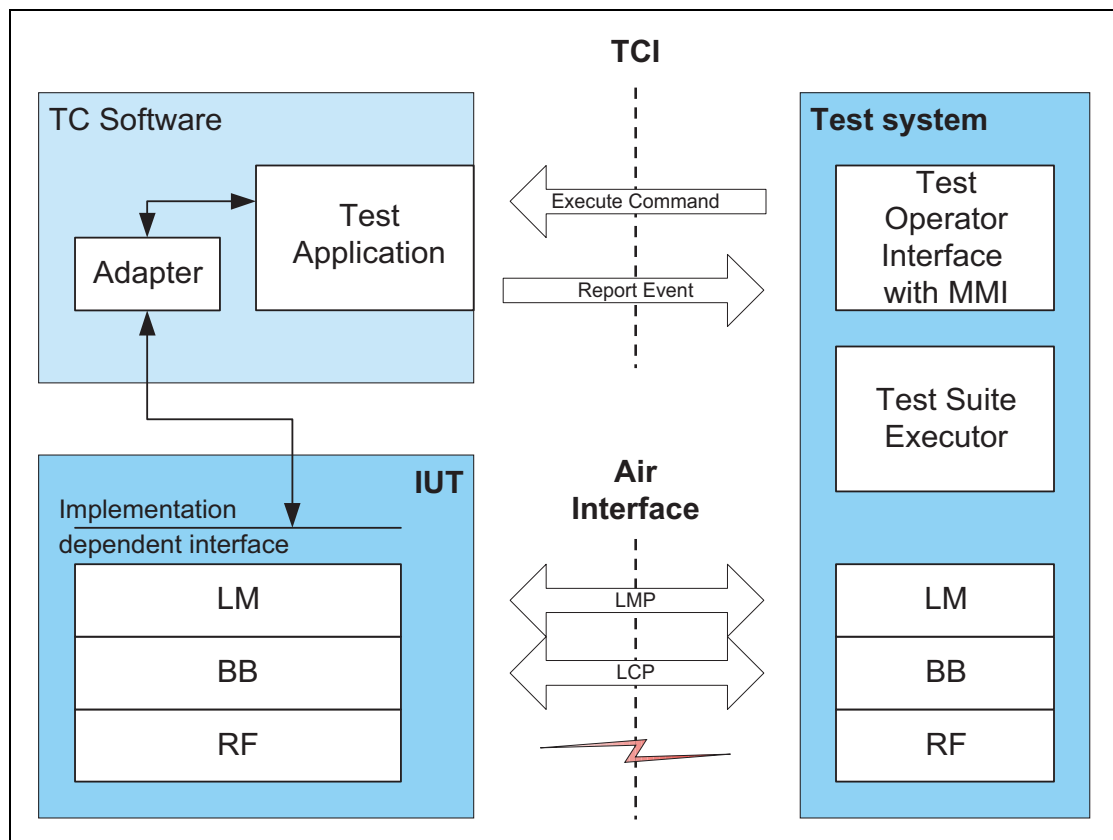 TCI
TC Software
Test
Application
Adapter
Execute Command
Report Event
Test system
Test
Operator
Interface
with MMI
Test Suite
Executor
IUT
Implementation
dependent interface
LM
BB
RF
Air
Interface
LMP
LCP
LM
BB
RF